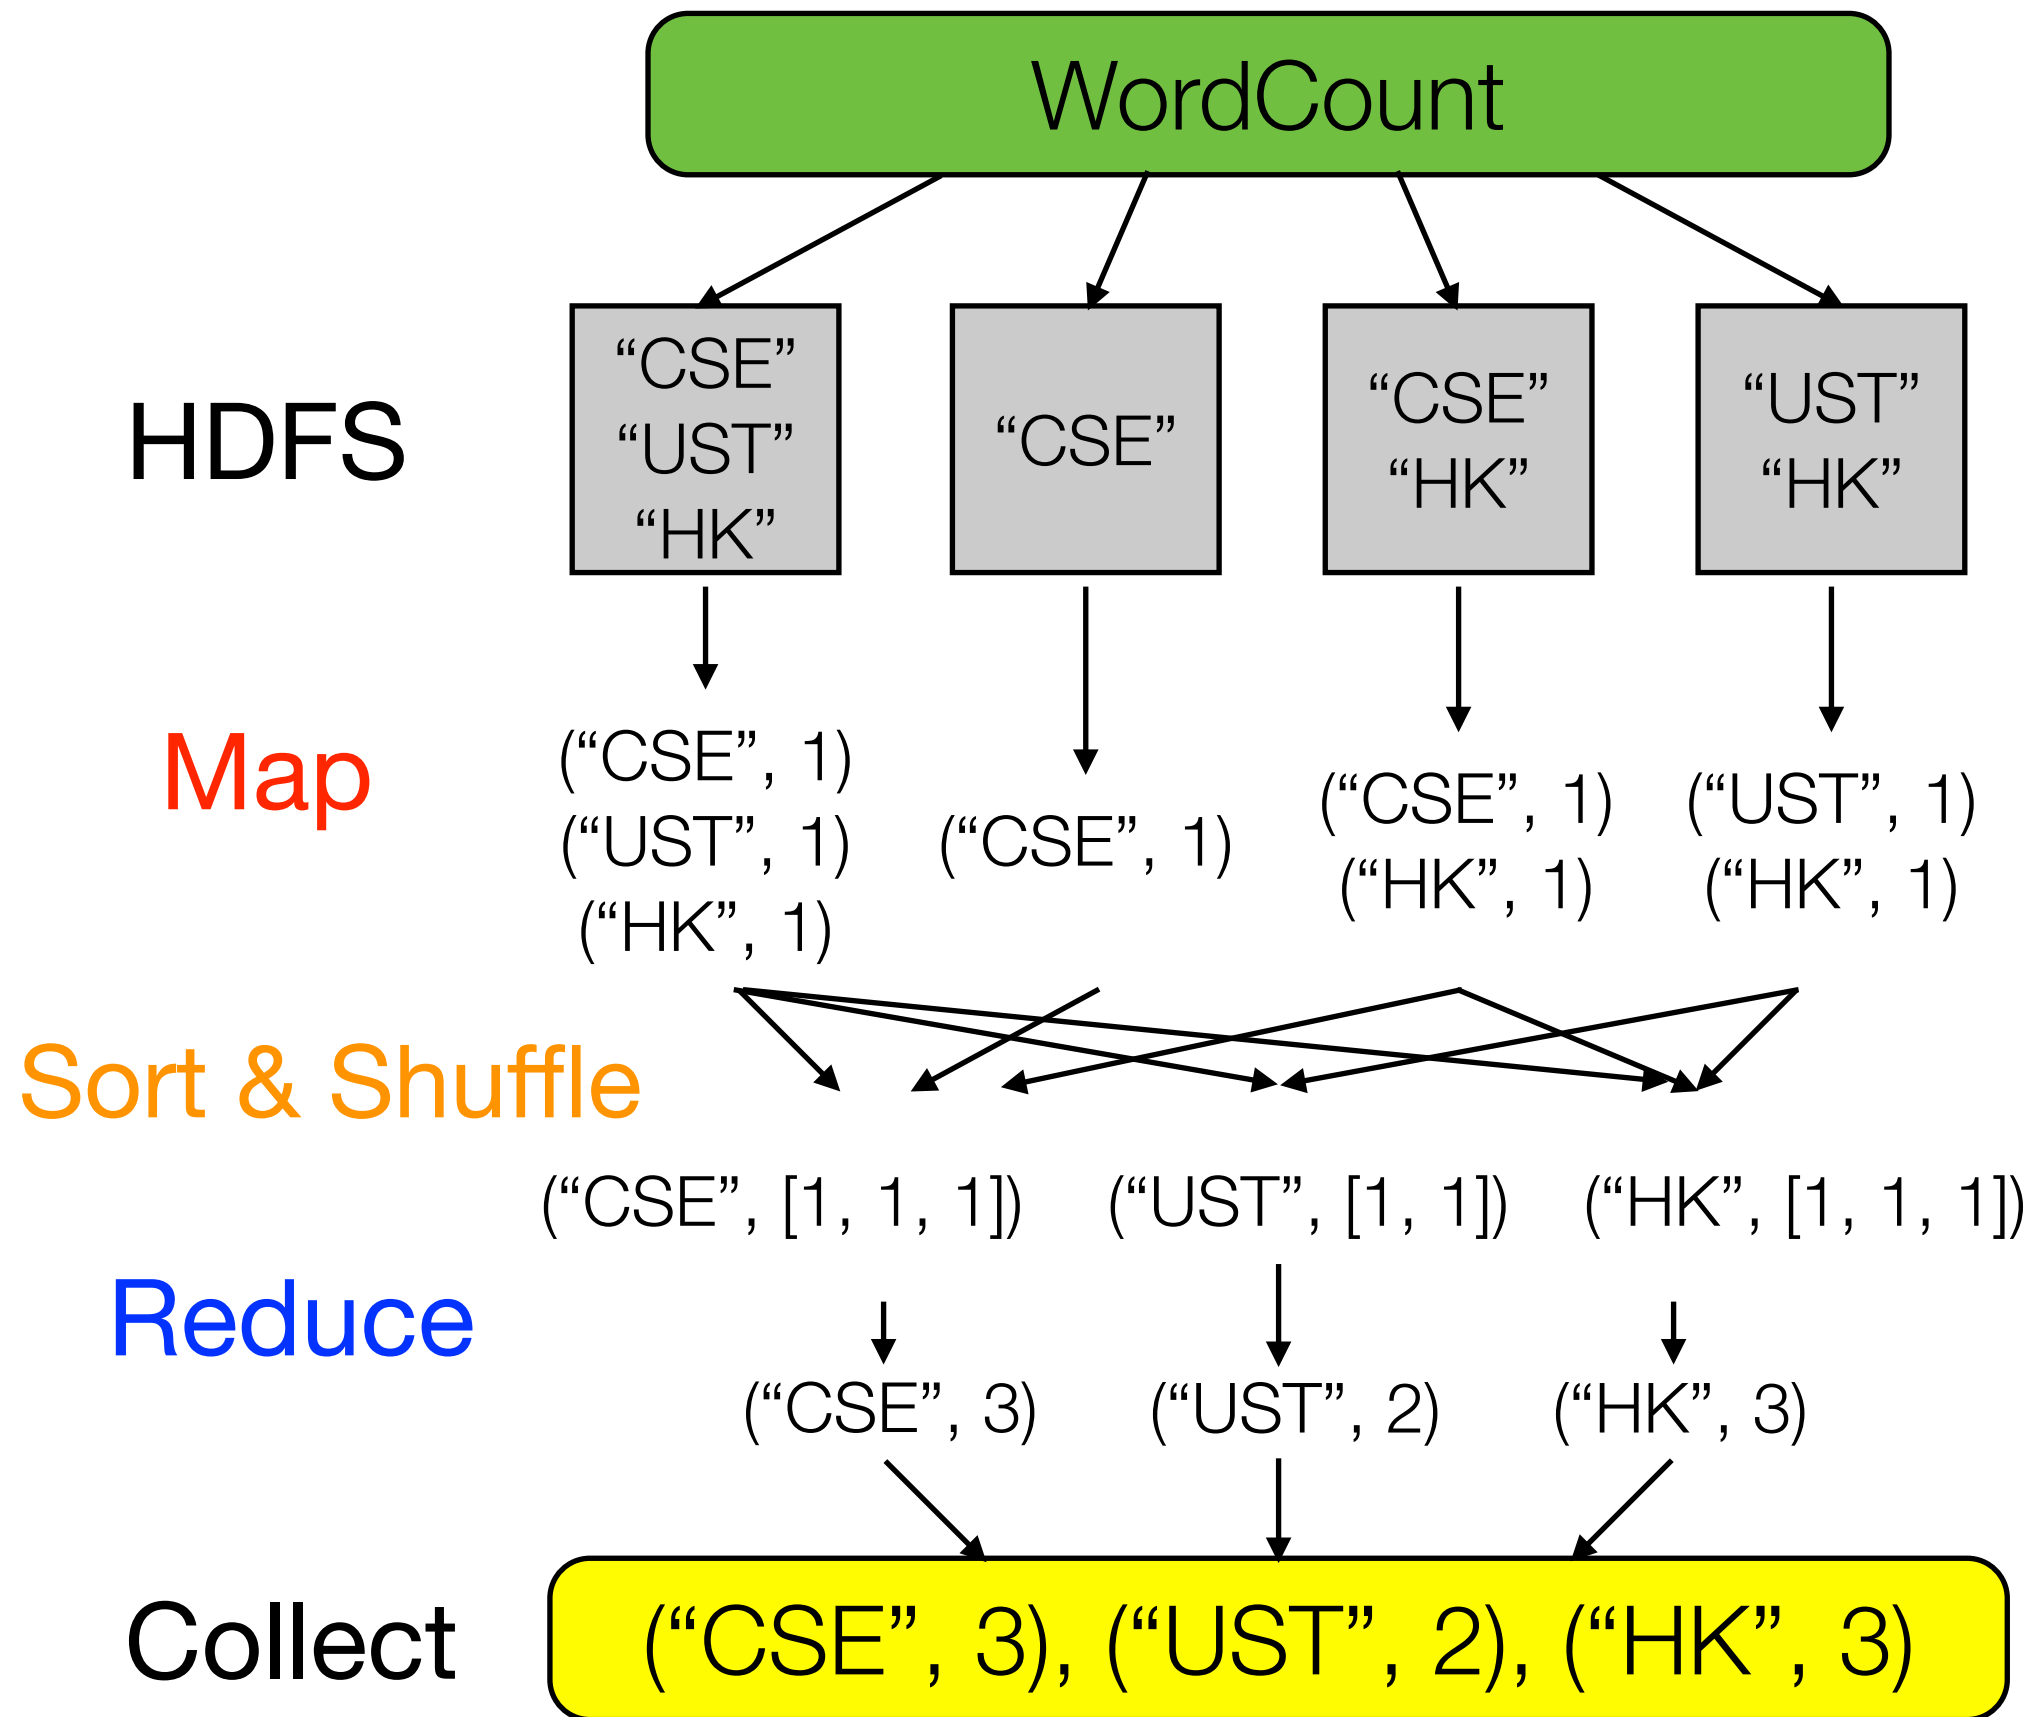 WordCount
HDFS
“CSE”
“UST”
“HK”
“CSE”
“CSE”
“HK”
“UST”
“HK”
Map
(“CSE”, 1)
(“UST”, 1)
(“HK”, 1)
(“CSE”, 1)
(“CSE”, 1)
(“HK”, 1)
(“UST”, 1)
(“HK”, 1)
Sort & Shuffle
(“CSE”, [1, 1, 1])
(“UST”, [1, 1])
(“HK”, [1, 1, 1])
Reduce
(“CSE”, 3)
(“UST”, 2)
(“HK”, 3)
Collect
(“CSE”, 3), (“UST”, 2), (“HK”, 3)